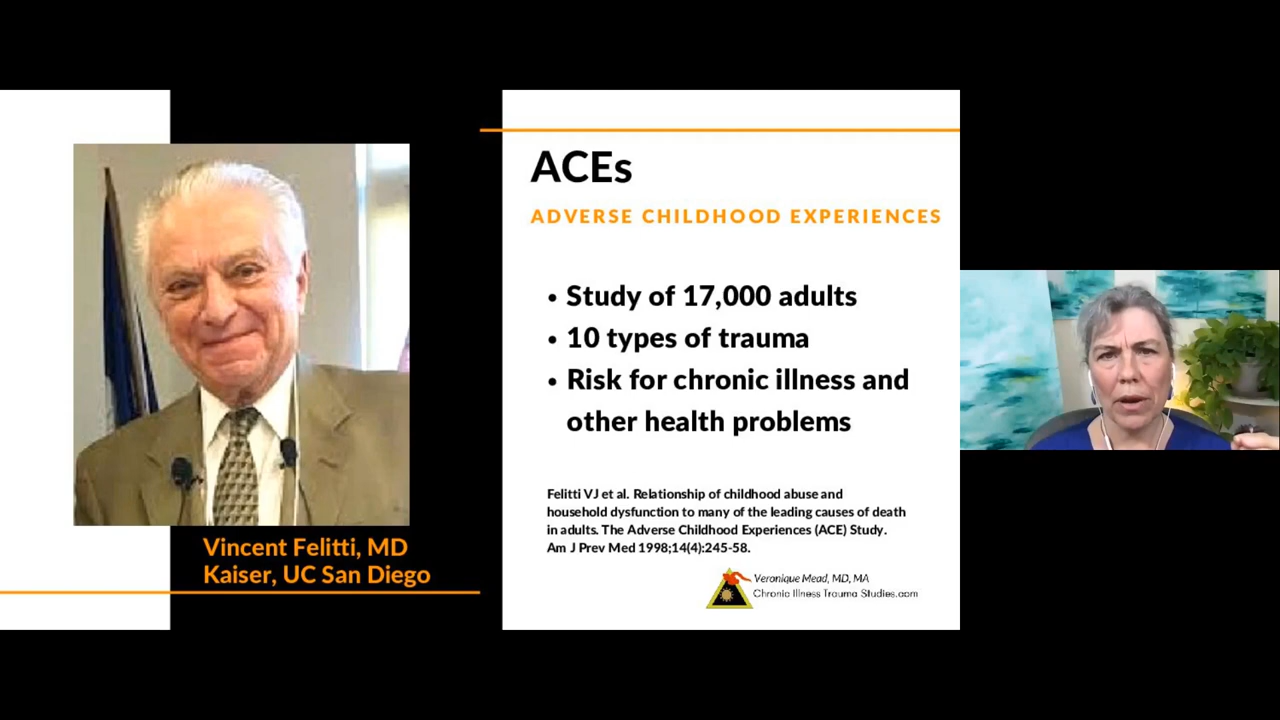 Vincent Felitti, MD
Kaiser, UC San Diego
ACEs
ADVERSE CHILDHOOD EXPERIENCES
• Study of 17,000 adults
• 10 types of trauma
• Risk for chronic illness and
other health problems
Felitti VJ et al. Relationship of childhood abuse and
household dysfunction to many of the leading causes of death
in adults. The Adverse Childhood Experiences (ACE) Study.
Am J Prev Med 1998;14(4):245-58.
Veronique Mead, MD, MA
Chronic Illness Trauma Studies.com